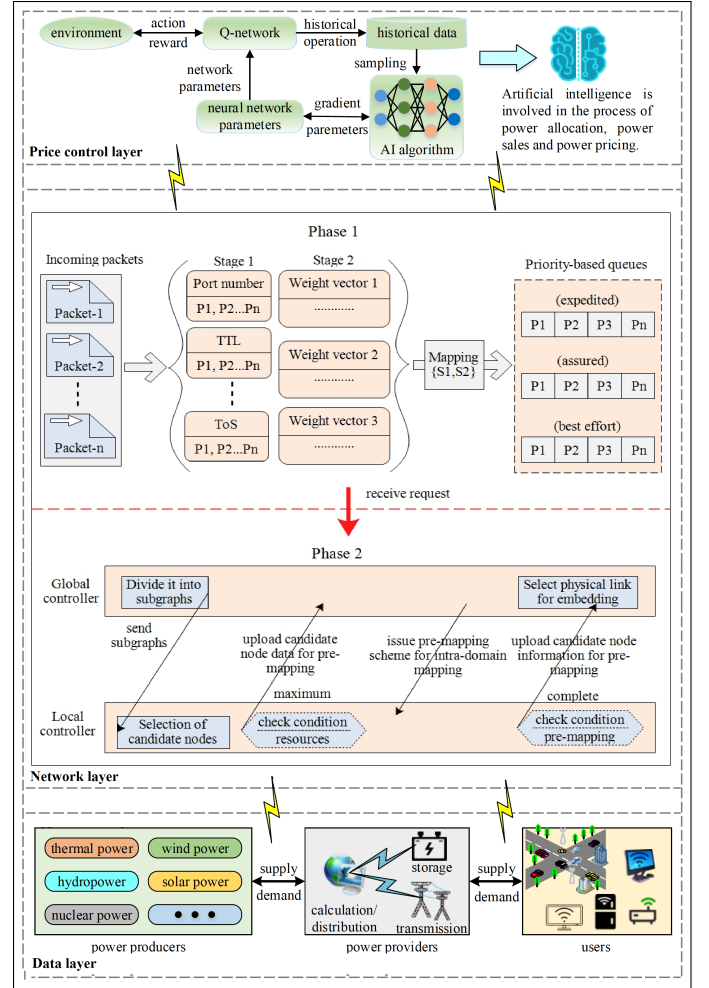 environment
action
reward
Q-network
historical
operation
historical data
network
parameters
sampling
neural network
parameters
gradient
paremeters
AI algorithm
Artificial intelligence is
involved in the process of
power allocation, power
sales and power pricing.
Price control layer
Phase 1
Incoming packets
Stage 1
Stage 2
Priority-based queues
Packet-1
Packet-2
Packet-n
Port number
P1, P2...Pn
TTL
P1, P2...Pn
ToS
P1, P2...Pn
Weight vector 1
............
Weight vector 2
............
Weight vector 3
............
Mapping
{S1,S2}
(expedited)
P1 P2 P3 Pn
(assured)
P1 P2 P3 Pn
(best effort)
P1 P2 P3 Pn
receive request
Phase 2
Global
controller
Divide it into
subgraphs
Select physical link
for embedding
send
subgraphs
upload candidate
node data for pre-
mapping
issue pre-mapping
scheme for intra-domain
mapping
upload candidate node
information for pre-
mapping
maximum
complete
Local
controller
Selection of
candidate nodes
check condition
resources
check condition
pre-mapping
Network layer
thermal power
wind power
hydropower
solar power
nuclear power
power producers
supply
demand
storage
calculation/
distribution
transmission
power providers
supply
demand
users
Data layer